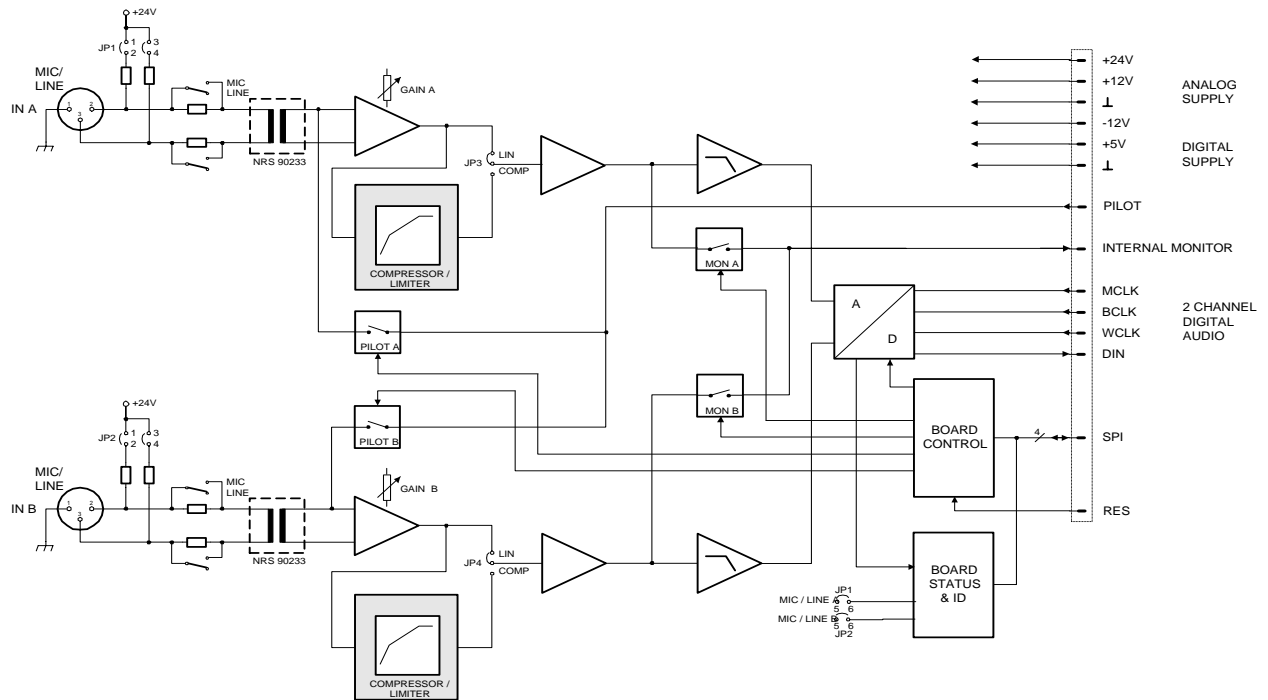 +24V
JP1
1
2
3
4
MIC/
LINE
IN A
1
2
3
MIC
LINE
NRS 90233
GAIN A
JP3
LIN
COMP
COMPRESSOR /
LIMITER
PILOT A
MON A
+24V
+12V
⊥
-12V
+5V
⊥
ANALOG
SUPPLY
DIGITAL
SUPPLY
PILOT
INTERNAL MONITOR
MCLK
BCLK
WCLK
DIN
2 CHANNEL
DIGITAL
AUDIO
A
D
+24V
JP2
1
2
3
4
MIC/
LINE
IN B
1
2
3
MIC
LINE
NRS 90233
PILOT B
GAIN B
JP4
LIN
COMP
COMPRESSOR /
LIMITER
MON B
BOARD
CONTROL
4
SPI
RES
BOARD
STATUS
& ID
JP1
MIC / LINE A
5 6
MIC / LINE B
5 6
JP2